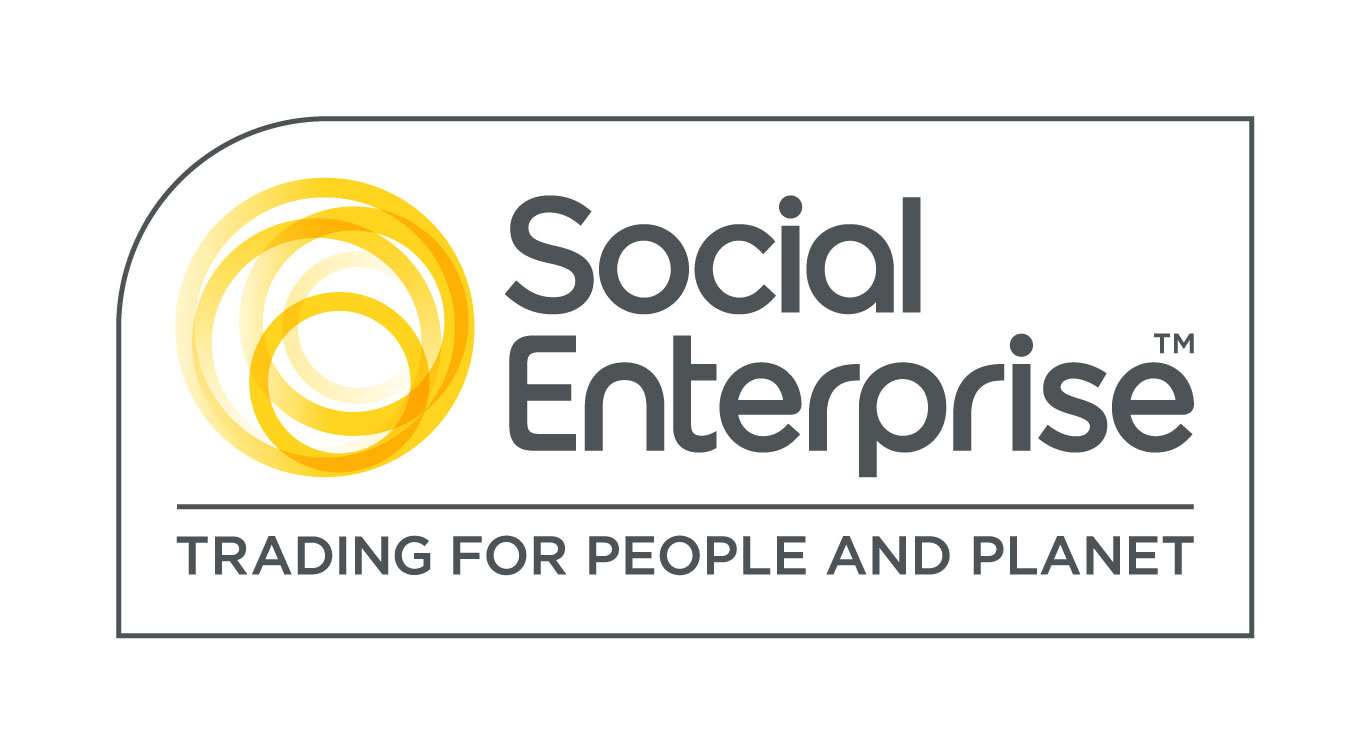 Social
Enterprise™
TRADING FOR PEOPLE AND PLANET